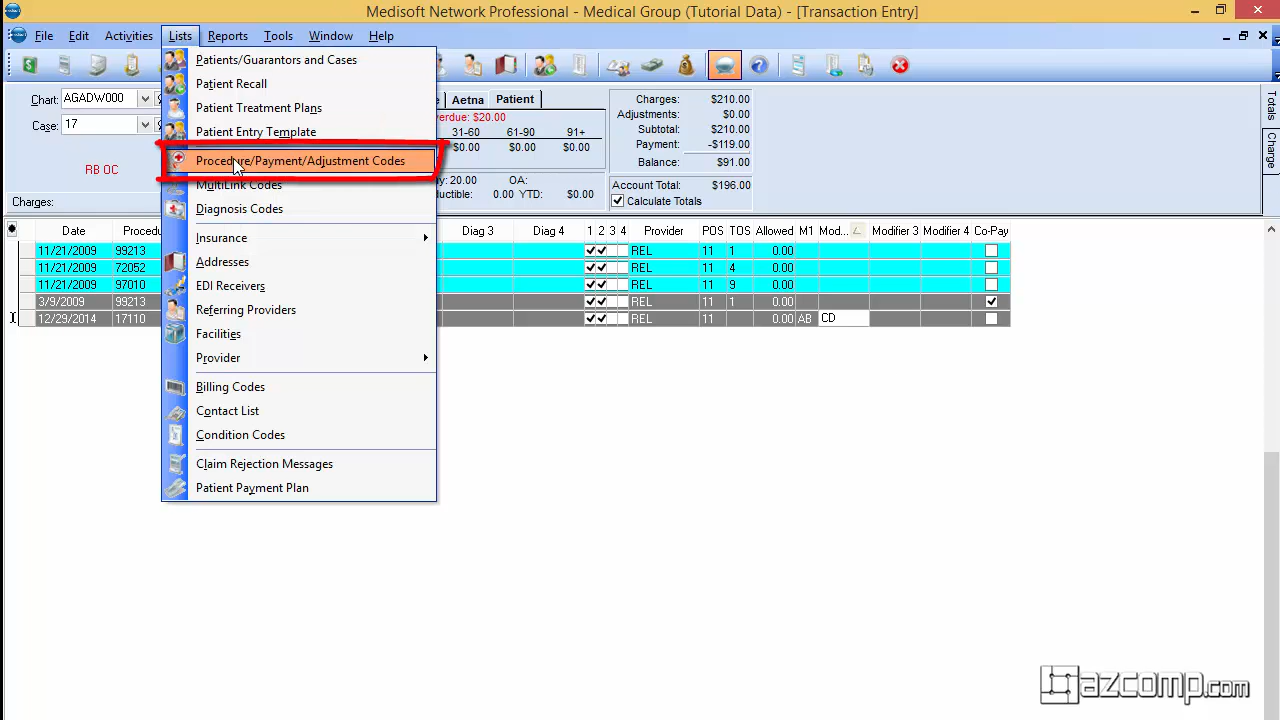 Medisoft Network Professional - Medical Group (Tutorial Data) - [Transaction Entry]
File Edit Activities Lists Reports Tools Window Help
Patients/Guarantors and Cases
Patient Recall
Patient Treatment Plans
Patient Entry Template
Procedure/Payment/Adjustment Codes
MultiLink Codes
Diagnosis Codes
Insurance
Addresses
EDI Receivers
Referring Providers
Facilities
Provider
Billing Codes
Contact List
Condition Codes
Claim Rejection Messages
Patient Payment Plan
Chart: AGADW000
Case: 17
RB OC
Charges:
Aetna Patient
erdue: $20.00
31-60 61-90 91+
$0.00 $0.00 $0.00
ay: 20.00 OA:
ductible: 0.00 YTD: $0.00
Charges: $210.00
Adjustments: $0.00
Subtotal: $210.00
Payment: -$119.00
Balance: $91.00
Account Total: $196.00
Calculate Totals
Totals
Charge
Date Procedu Diag 3 Diag 4 1 2 3 4 Provider POS TOS Allowed M1 Mod... Modifier 3 Modifier 4 Co-Pay
11/21/2009 99213 REL 11 1 0.00
11/21/2009 72052 REL 11 4 0.00
11/21/2009 97010 REL 11 9 0.00
3/9/2009 99213 REL 11 1 0.00
12/29/2014 17110 REL 11 0.00 AB CD
azcomp.com